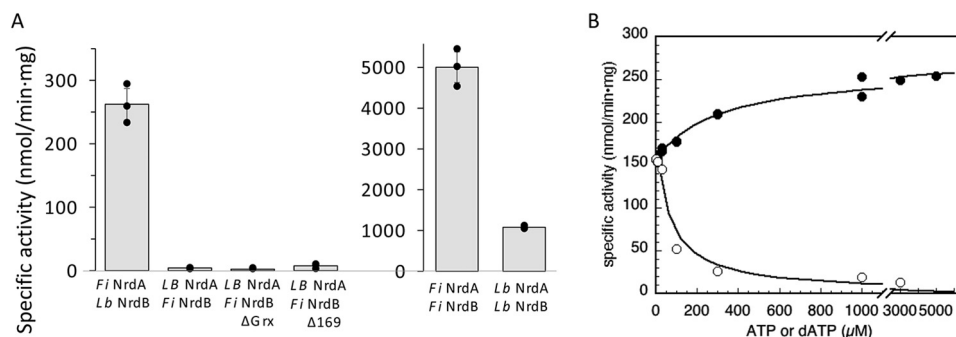 A
Specific activity (nmol/min·mg)
300
200
100
0
Fi NrdA
Lb NrdB
LB NrdA
Fi NrdB
LB NrdA
Fi NrdB
ΔGrx
LB NrdA
Fi NrdB
Δ169
5000
4000
3000
2000
1000
0
Fi NrdA
Fi NrdB
Lb NrdA
Lb NrdB
B
specific activity (nmol/min·mg)
300
250
200
150
100
50
0
0
200
400
600
800
1000
3000
5000
ATP or dATP (µM)